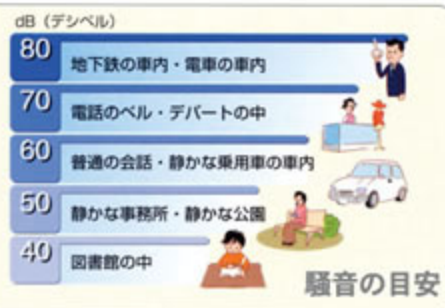 dB（デシベル）
80
地下鉄の車内・電車の車内
70
電話のベル・デパートの中
60
普通の会話・静かな乗用車の車内
50
静かな事務所・静かな公園
40
図書館の中
騒音の目安